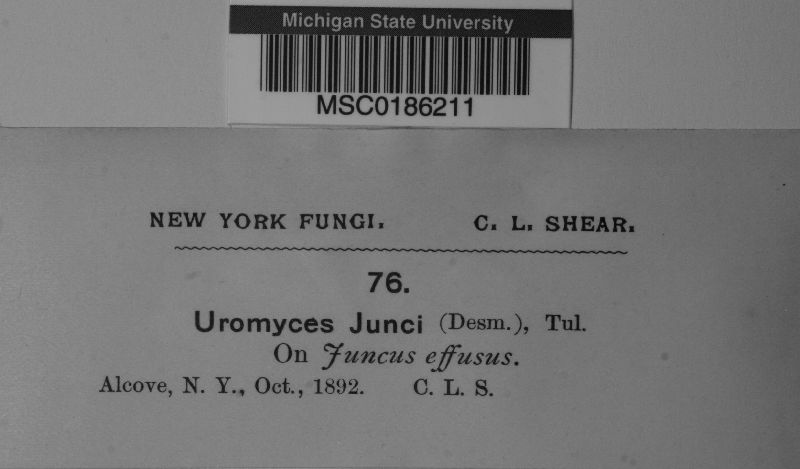 Michigan State University
MSC0186211
NEW YORK FUNGI. C. L. SHEAR.
76.
Uromyces Junci (Desm.), Tul.
On Juncus effusus.
Alcove, N. Y., Oct., 1892. C. L. S.